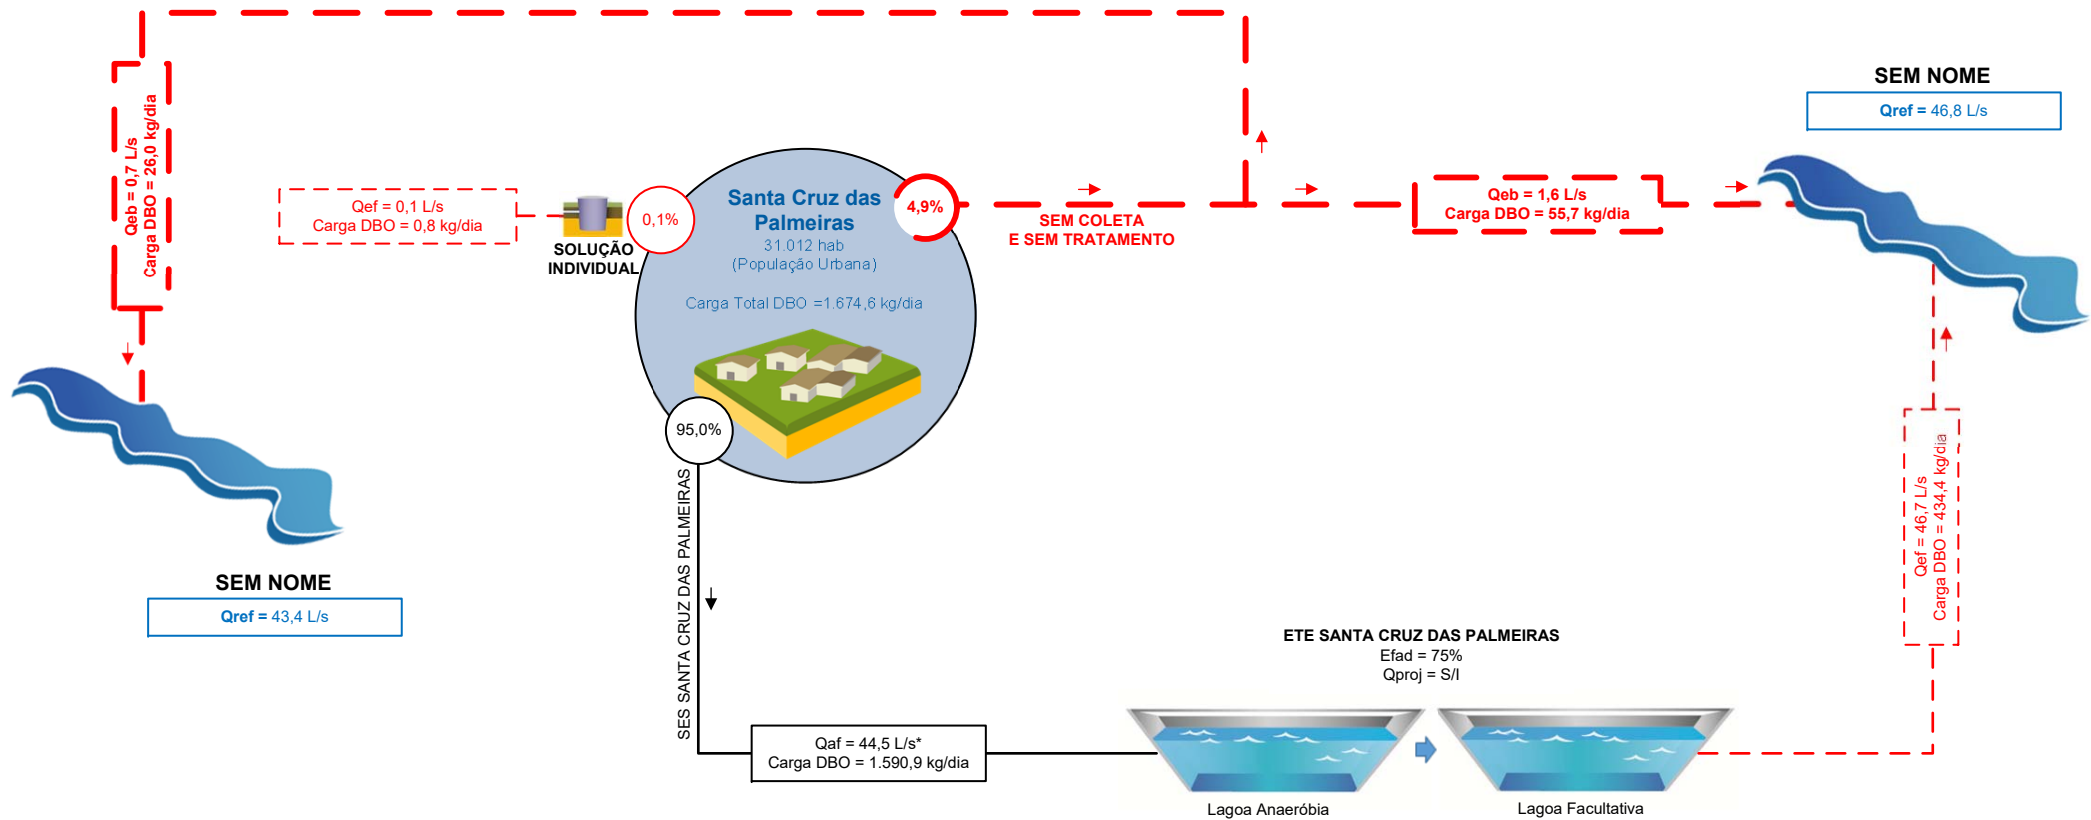 SEM NOME
Qref = 46,8 L/s
Qeb = 0,7 L/s
Carga DBO = 26,0 kg/dia
Qef = 0,1 L/s
Carga DBO = 0,8 kg/dia
SOLUÇÃO
INDIVIDUAL
0,1%
Santa Cruz das
Palmeiras
31.012 hab
(População Urbana)
Carga Total DBO =1.674,6 kg/dia
4,9%
SEM COLETA
E SEM TRATAMENTO
Qeb = 1,6 L/s
Carga DBO = 55,7 kg/dia
95,0%
SES SANTA CRUZ DAS PALMEIRAS
SEM NOME
Qref = 43,4 L/s
Qef = 46,7 L/s
Carga DBO = 434,4 kg/dia
ETE SANTA CRUZ DAS PALMEIRAS
Efad = 75%
Qproj = S/I
Qaf = 44,5 L/s*
Carga DBO = 1.590,9 kg/dia
Lagoa Anaeróbia
Lagoa Facultativa